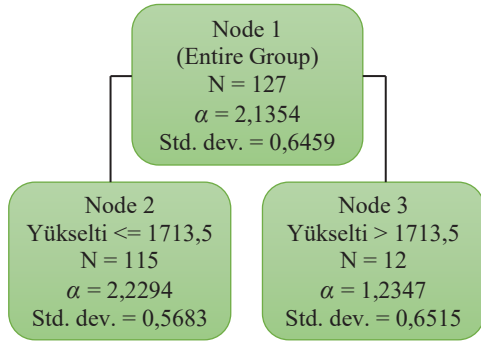 Node 1
(Entire Group)
N = 127
α = 2,1354
Std. dev. = 0,6459
Node 2
Yükselti <= 1713,5
N = 115
α = 2,2294
Std. dev. = 0,5683
Node 3
Yükselti > 1713,5
N = 12
α = 1,2347
Std. dev. = 0,6515